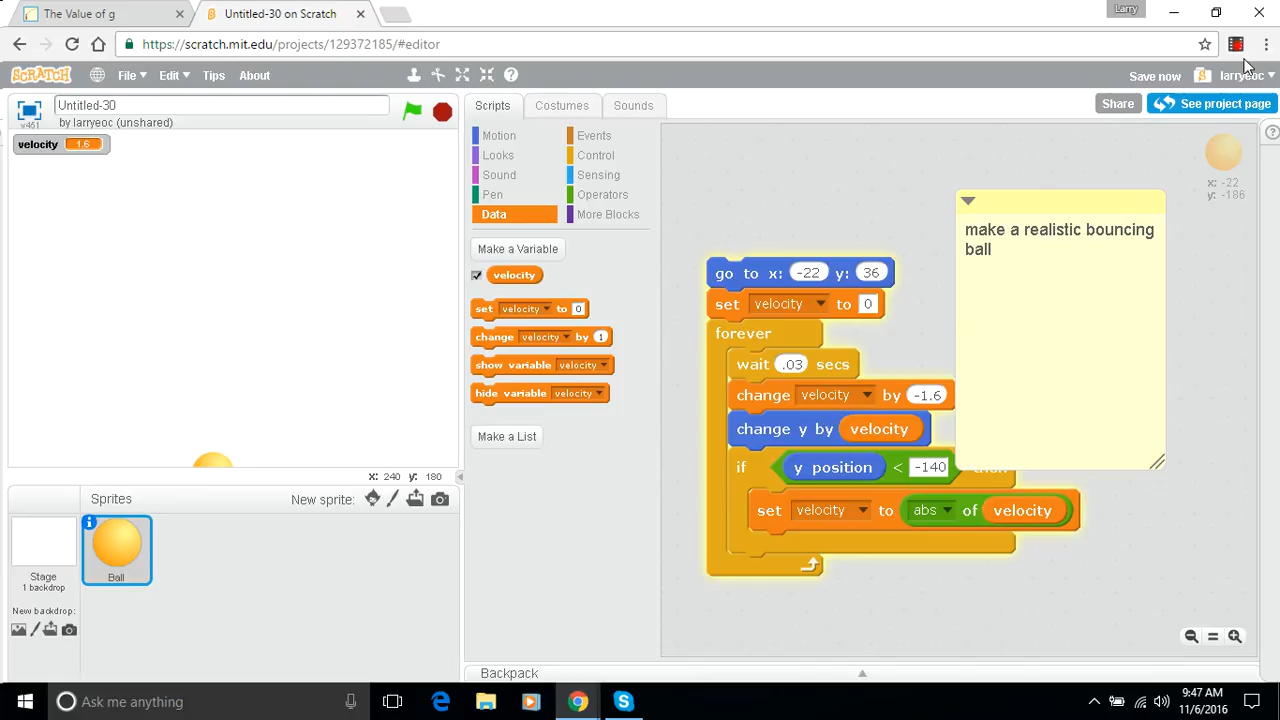 The Value of g
Untitled-30 on Scratch
Larry
https://scratch.mit.edu/projects/129372185/#editor
SCRATCH File Edit Tips About Save now larryeoc
Untitled-30
by larryeoc (unshared)
v461
Scripts Costumes Sounds
Share See project page
velocity 1.6
Motion Events
Looks Control
Sound Sensing
Pen Operators
Data More Blocks
Make a Variable
velocity
set velocity to 0
change velocity by 1
show variable velocity
hide variable velocity
Make a List
x: -22
y: -186
make a realistic bouncing
ball
go to x: -22 y: 36
set velocity to 0
forever
wait .03 secs
change velocity by -1.6
change y by velocity
if y position < -140 then
set velocity to abs of velocity
x: 240 y: 180
Sprites New sprite:
Stage
1 backdrop
New backdrop:
Ball
Backpack
Ask me anything
9:47 AM
11/6/2016